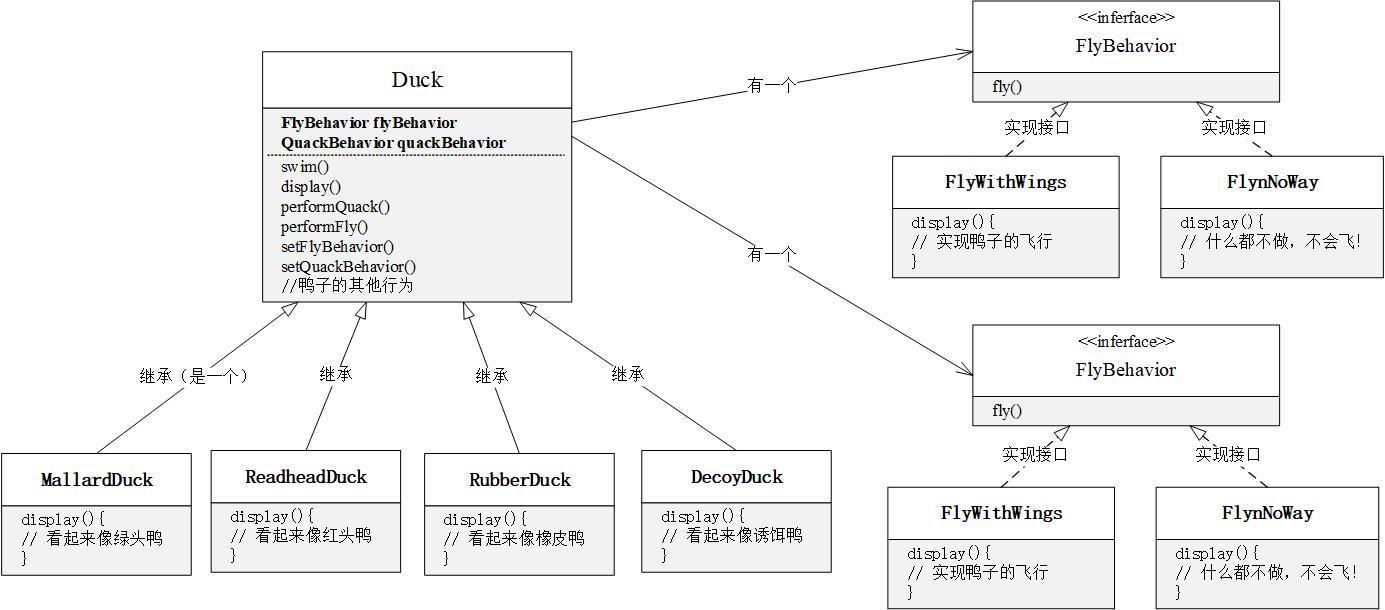 Duck
FlyBehavior flyBehavior
QuackBehavior quackBehavior
swim()
display()
performQuack()
performFly()
setFlyBehavior()
setQuackBehavior()
//鸭子的其他行为
有一个
有一个
<<inferface>>
FlyBehavior
fly()
实现接口
实现接口
FlyWithWings
display(){
// 实现鸭子的飞行
}
FlynNoWay
display(){
// 什么都不做，不会飞！
}
<<inferface>>
FlyBehavior
fly()
实现接口
实现接口
FlyWithWings
display(){
// 实现鸭子的飞行
}
FlynNoWay
display(){
// 什么都不做，不会飞！
}
继承（是一个）
继承
继承
继承
MallardDuck
display(){
// 看起来像绿头鸭
}
ReadheadDuck
display(){
// 看起来像红头鸭
}
RubberDuck
display(){
// 看起来像橡皮鸭
}
DecoyDuck
display(){
// 看起来像诱饵鸭
}